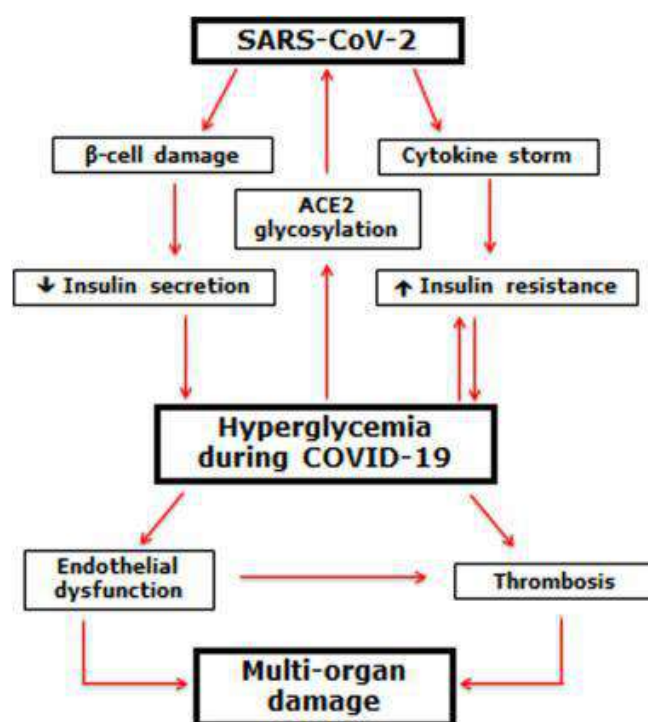 SARS-CoV-2
β-cell damage
Cytokine storm
ACE2
glycosylation
↓ Insulin secretion
↑ Insulin resistance
Hyperglycemia
during COVID-19
Endothelial
dysfunction
Thrombosis
Multi-organ
damage